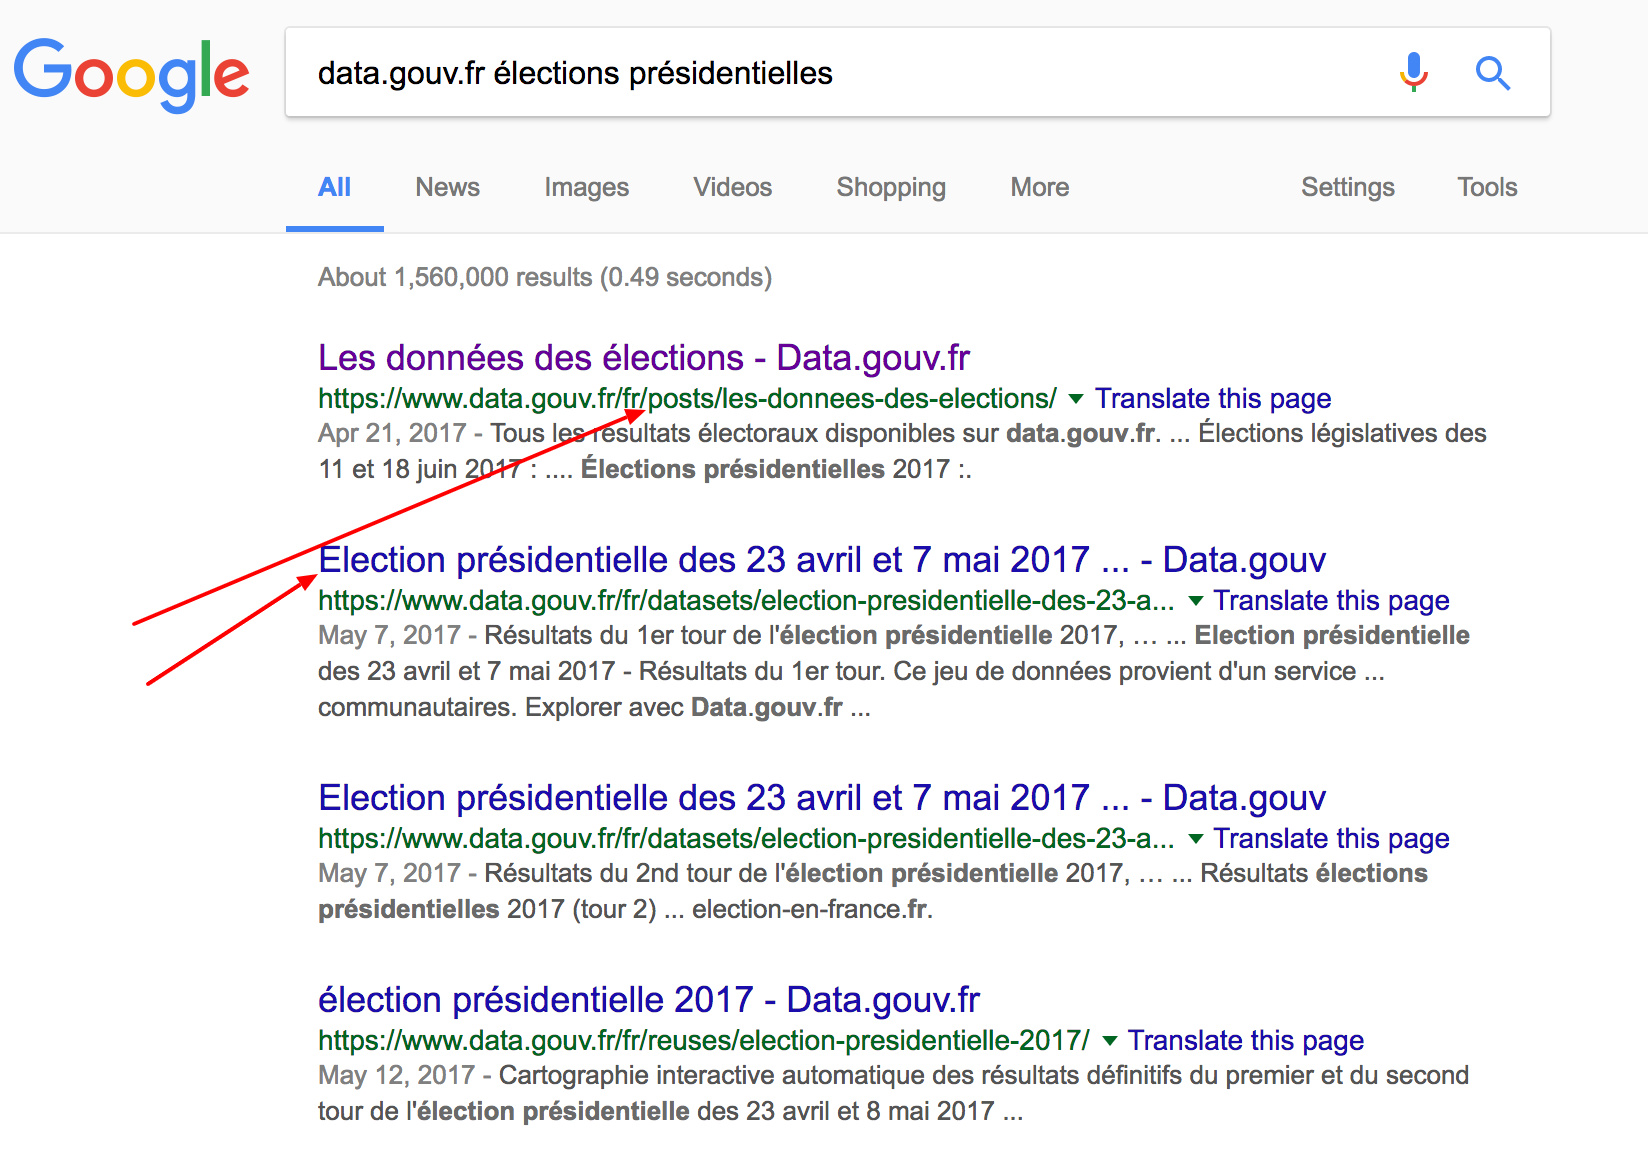 Google
data.gouv.fr élections présidentielles
All News Images Videos Shopping More Settings Tools
About 1,560,000 results (0.49 seconds)
Les données des élections - Data.gouv.fr
https://www.data.gouv.fr/fr/posts/les-donnees-des-elections/ Translate this page
Apr 21, 2017 - Tous les résultats électoraux disponibles sur data.gouv.fr. ... Élections législatives des
11 et 18 juin 2017 : .... Élections présidentielles 2017 :.
Election présidentielle des 23 avril et 7 mai 2017 ... - Data.gouv
https://www.data.gouv.fr/fr/datasets/election-presidentielle-des-23-a... Translate this page
May 7, 2017 - Résultats du 1er tour de l'élection présidentielle 2017, … ... Election présidentielle
des 23 avril et 7 mai 2017 - Résultats du 1er tour. Ce jeu de données provient d'un service ...
communautaires. Explorer avec Data.gouv.fr ...
Election présidentielle des 23 avril et 7 mai 2017 ... - Data.gouv
https://www.data.gouv.fr/fr/datasets/election-presidentielle-des-23-a... Translate this page
May 7, 2017 - Résultats du 2nd tour de l'élection présidentielle 2017, … ... Résultats élections
présidentielles 2017 (tour 2) ... election-en-france.fr.
élection présidentielle 2017 - Data.gouv.fr
https://www.data.gouv.fr/fr/reuses/election-presidentielle-2017/ Translate this page
May 12, 2017 - Cartographie interactive automatique des résultats définitifs du premier et du second
tour de l'élection présidentielle des 23 avril et 8 mai 2017 ...